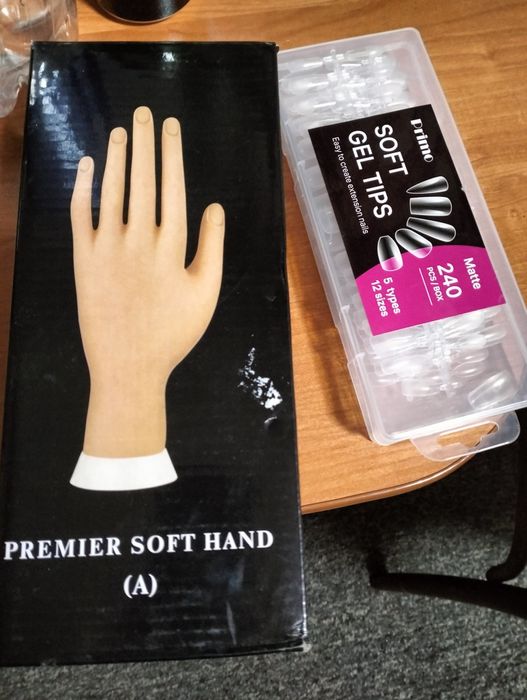 PREMIER SOFT HAND
(A)
Primo
SOFT
GEL TIPS
Easy to create extension nails
Matte
240
PCS / BOX
5 types
12 sizes